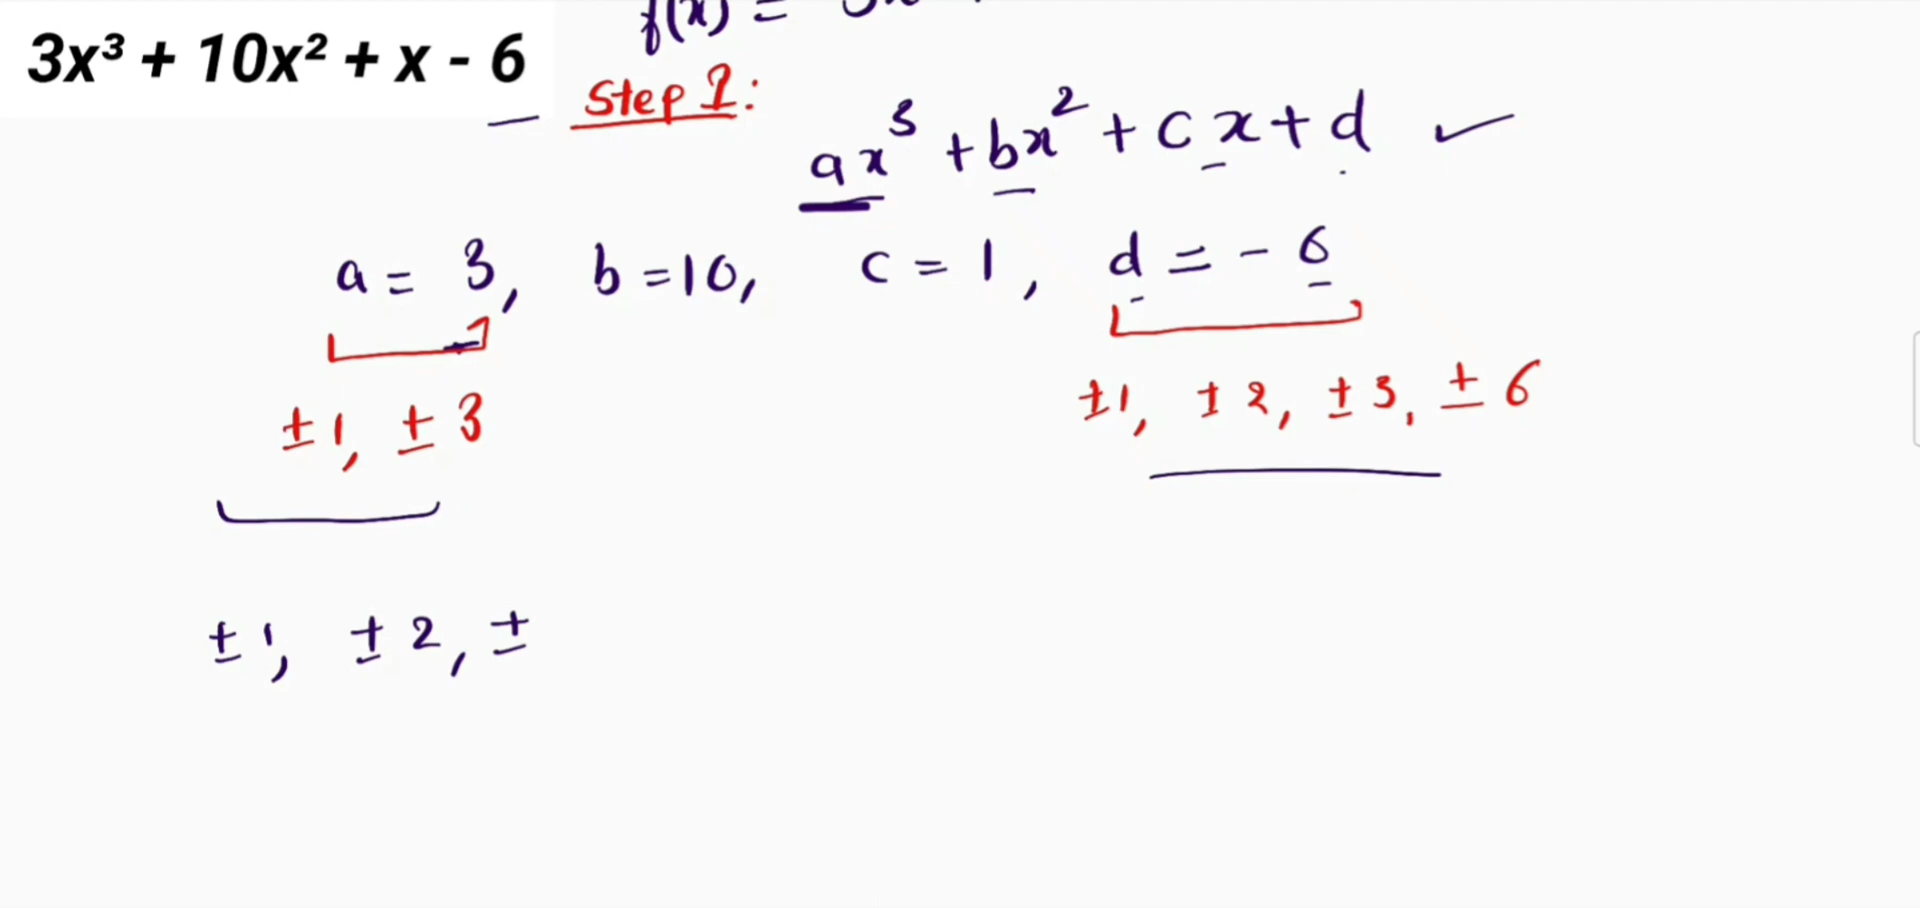 f(x) =
3x³ + 10x² + x - 6
Step 1:
ax³ + bx² + cx + d ✓
a = 3, b = 10, c = 1, d = - 6
± 1, ± 3
±1, ± 2, ± 3, ± 6
± 1, ± 2, ±